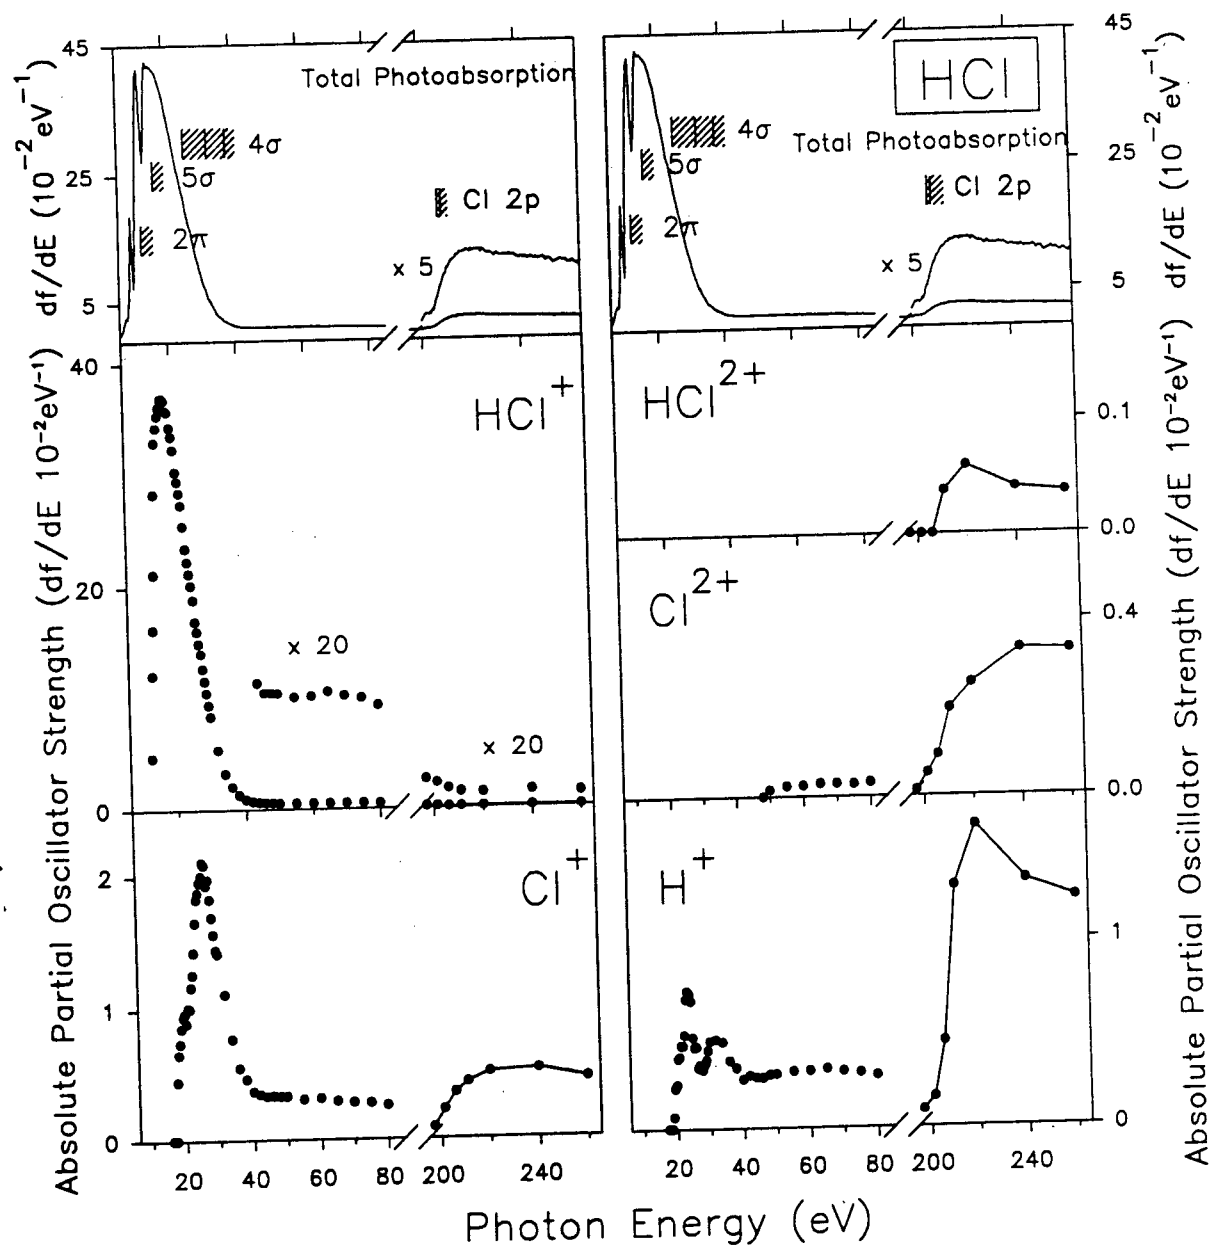 45
25
5
df/dE (10⁻² eV⁻¹)
Total Photoabsorption
4σ
5σ
2π
Cl 2p
x 5
HCl
Total Photoabsorption
4σ
5σ
2π
Cl 2p
x 5
45
25
5
df/dE (10⁻² eV⁻¹)
40
20
0
HCl⁺
x 20
x 20
HCl²⁺
0.1
0.0
Cl²⁺
0.4
0.0
2
1
0
Cl⁺
H⁺
1
0
Absolute Partial Oscillator Strength (df/dE 10⁻²eV⁻¹)
Absolute Partial Oscillator Strength (df/dE 10⁻²eV⁻¹)
20 40 60 80 200 240
20 40 60 80 200 240
Photon Energy (eV)